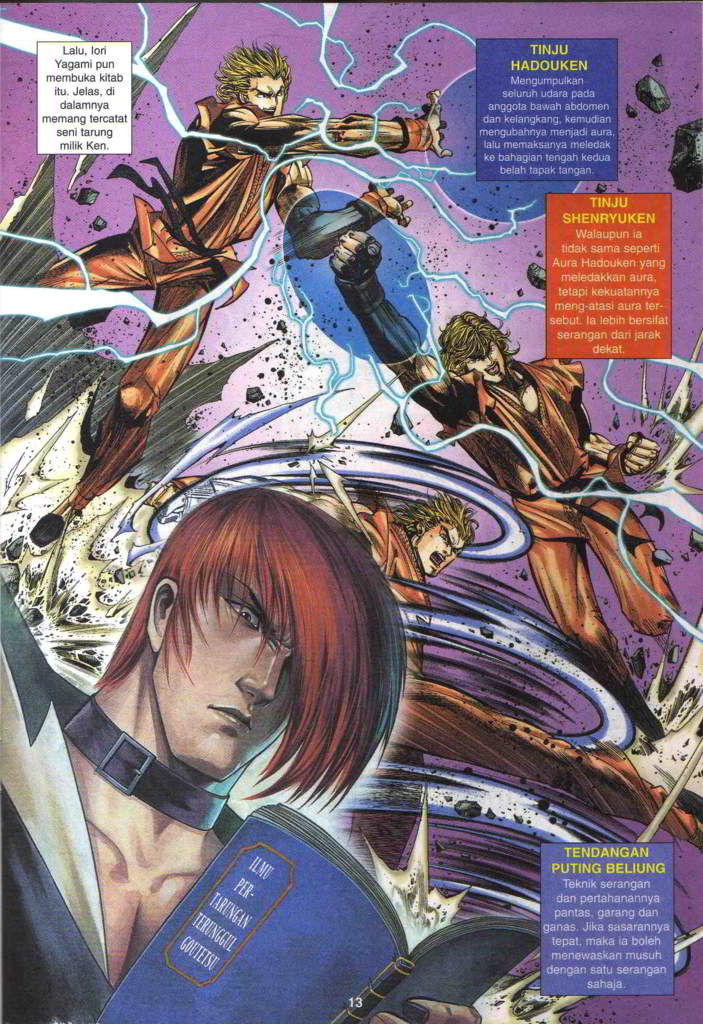 Lalu, Iori
Yagami pun
membuka kitab
itu. Jelas, di
dalamnya
memang tercatat
seni tarung
milik Ken.
TINJU
HADOUKEN
Mengumpulkan
seluruh udara pada
anggota bawah abdomen
dan kelangkang, kemudian
mengubahnya menjadi aura,
lalu memaksanya meledak
ke bahagian tengah kedua
belah tapak tangan.
TINJU
SHENRYUKEN
Walaupun ia
tidak sama seperti
Aura Hadouken yang
meledakkan aura,
tetapi kekuatannya
meng-atasi aura ter-
sebut. Ia lebih bersifat
serangan dari jarak
dekat.
ILMU
PER-
TARUNGAN
TERUNGGUL
GOUTETSU
TENDANGAN
PUTING BELIUNG
Teknik serangan
dan pertahanannya
pantas, garang dan
ganas. Jika sasarannya
tepat, maka ia boleh
menewaskan musuh
dengan satu serangan
sahaja.
13